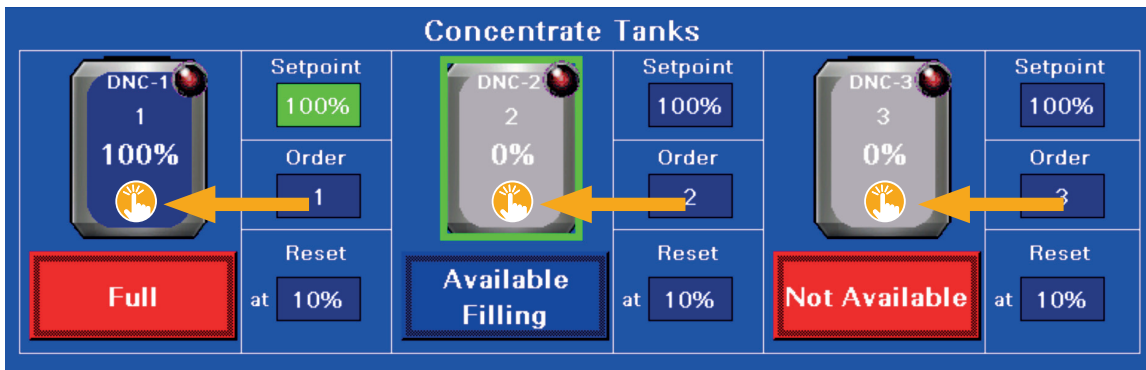 Concentrate Tanks
DNC-1
1
100%
Full
Setpoint
100%
Order
1
Reset
at 10%
DNC-2
2
0%
Available
Filling
Setpoint
100%
Order
2
Reset
at 10%
DNC-3
3
0%
Not Available
Setpoint
100%
Order
3
Reset
at 10%